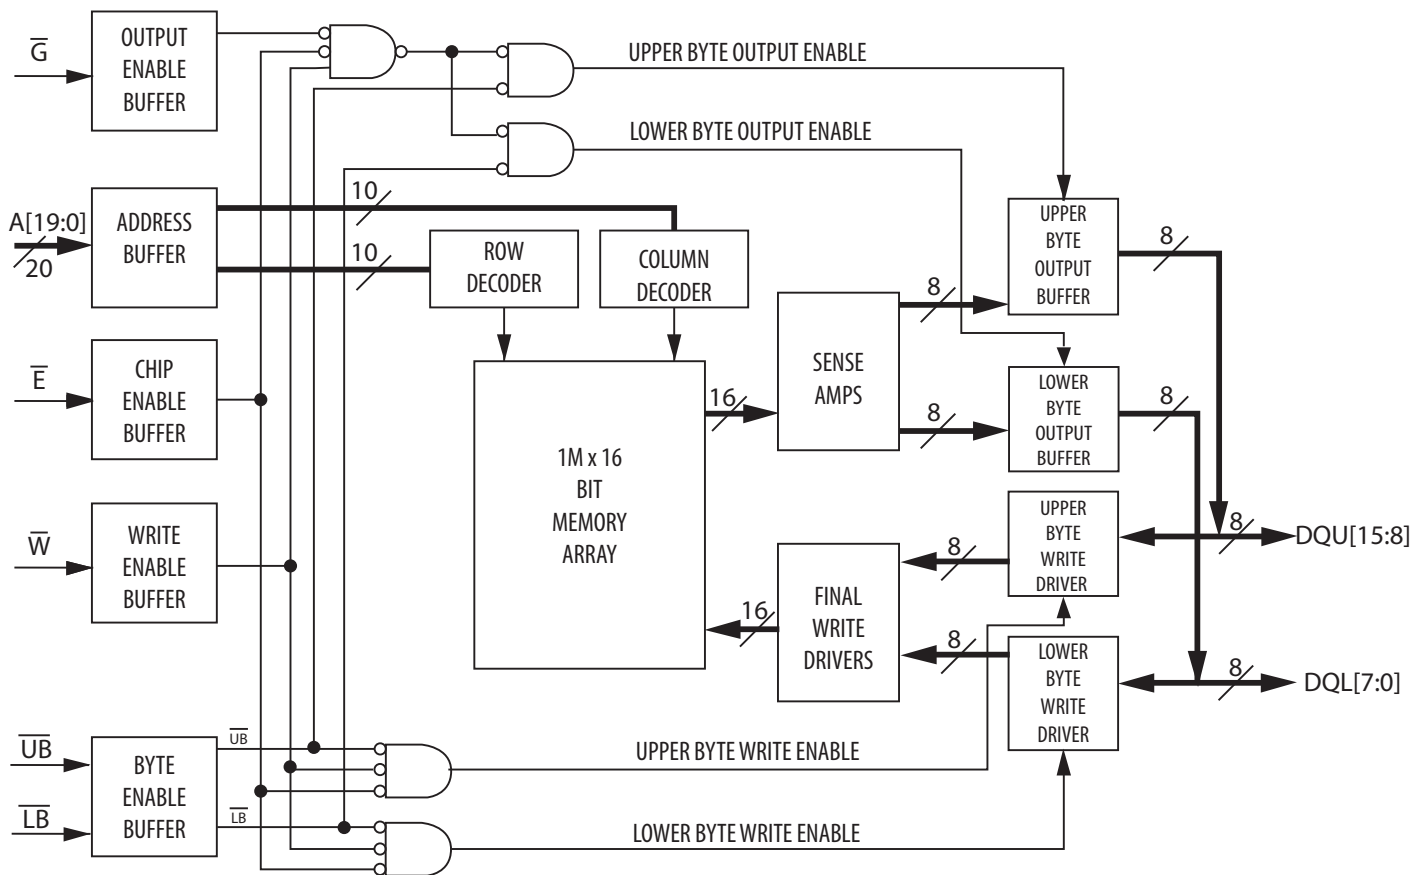 G̅
OUTPUT
ENABLE
BUFFER
UPPER BYTE OUTPUT ENABLE
LOWER BYTE OUTPUT ENABLE
A[19:0]
20
ADDRESS
BUFFER
10
10
ROW
DECODER
COLUMN
DECODER
UPPER
BYTE
OUTPUT
BUFFER
8
E̅
CHIP
ENABLE
BUFFER
1M x 16
BIT
MEMORY
ARRAY
16
SENSE
AMPS
8
8
LOWER
BYTE
OUTPUT
BUFFER
8
W̅
WRITE
ENABLE
BUFFER
16
FINAL
WRITE
DRIVERS
8
8
UPPER
BYTE
WRITE
DRIVER
8
DQU[15:8]
LOWER
BYTE
WRITE
DRIVER
8
DQL[7:0]
U̅B̅
L̅B̅
BYTE
ENABLE
BUFFER
U̅B̅
L̅B̅
UPPER BYTE WRITE ENABLE
LOWER BYTE WRITE ENABLE